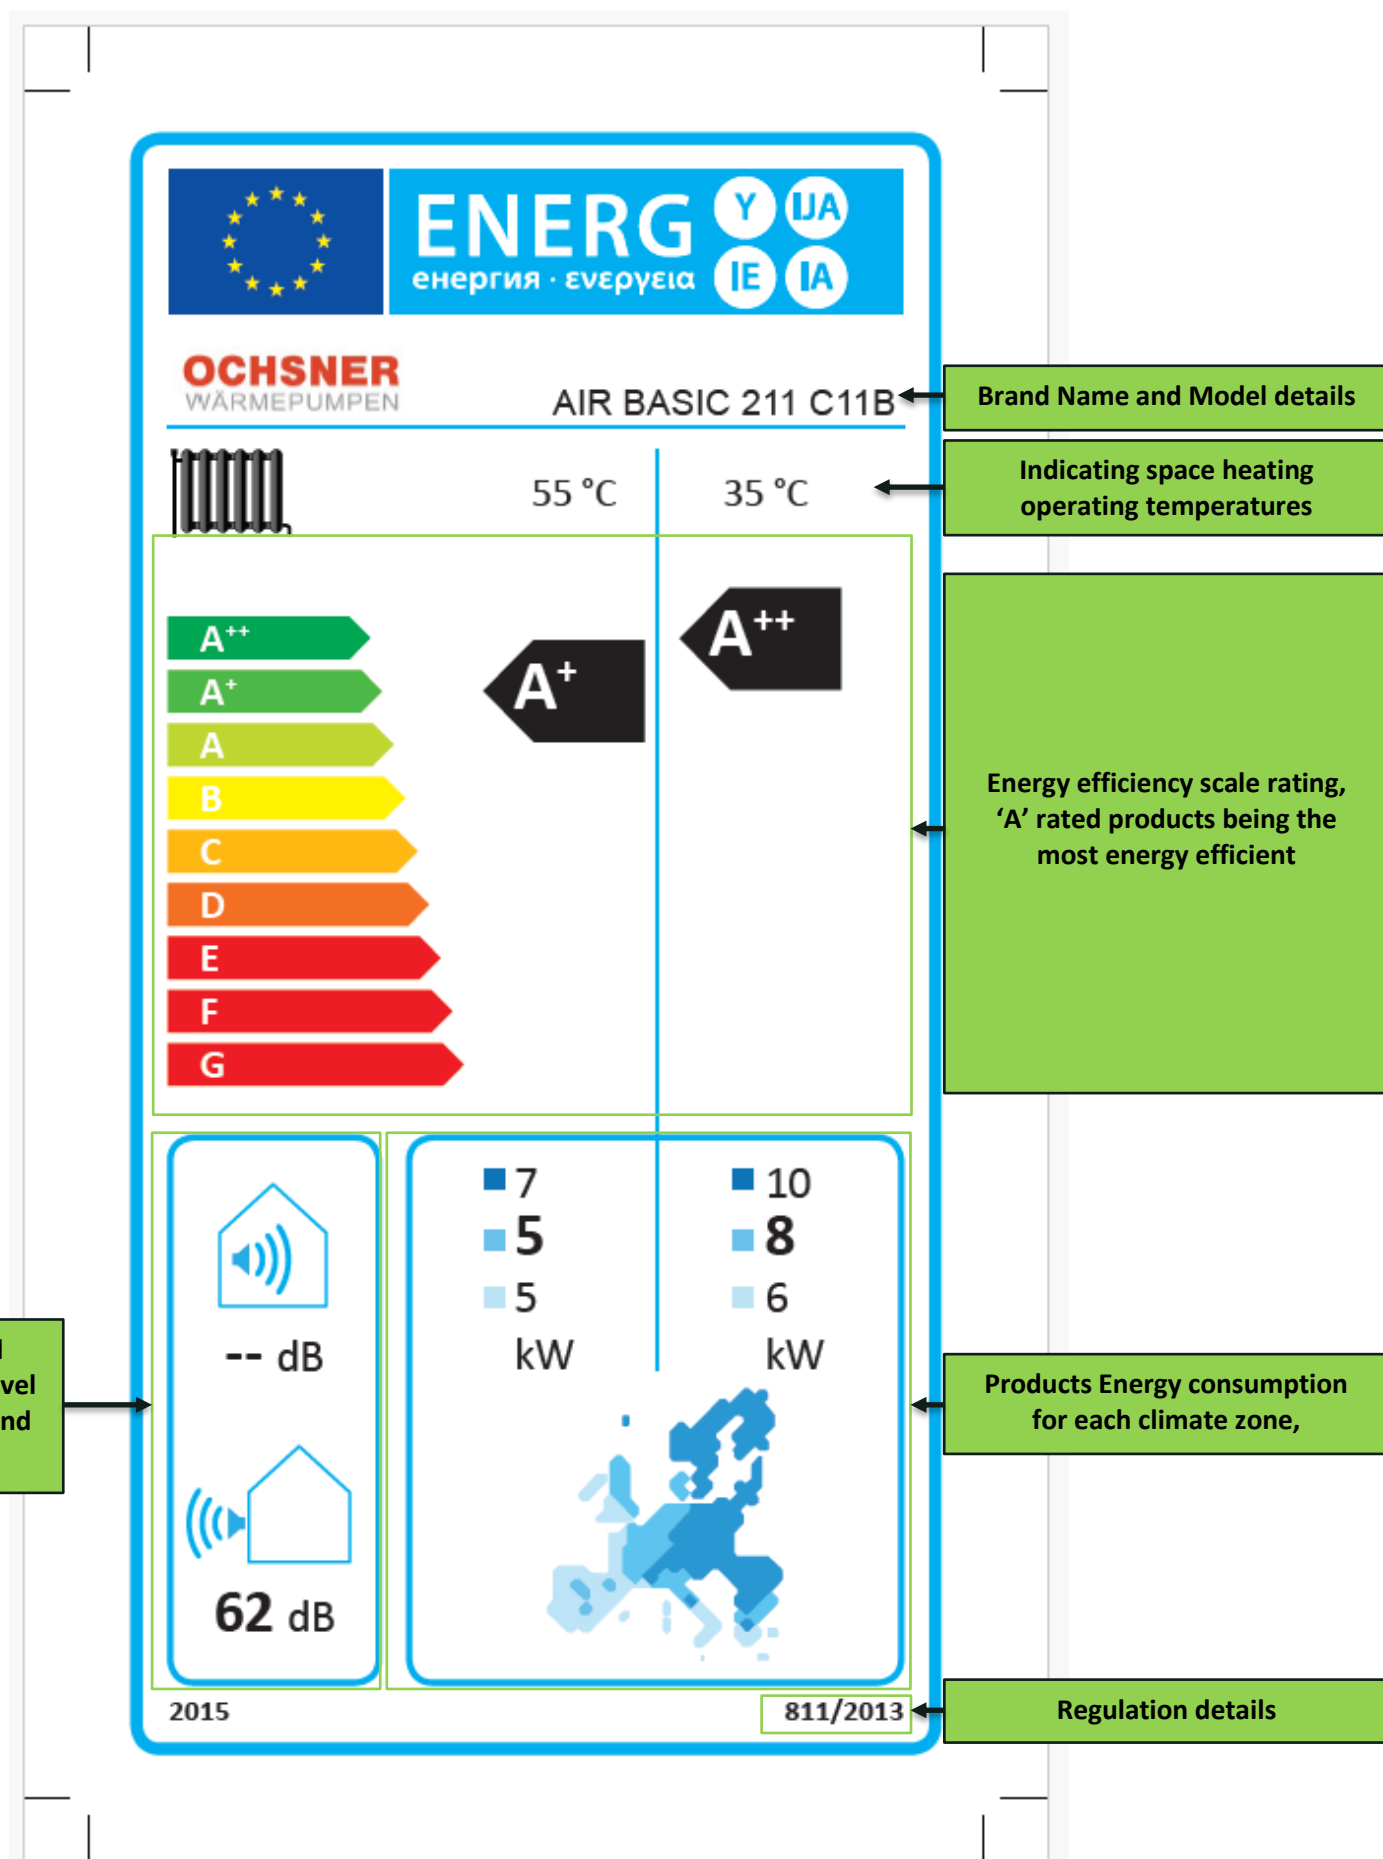 ENERG Y IJA
енергия · ενεργεια IE IA
OCHSNER
WÄRMEPUMPEN
AIR BASIC 211 C11B
Brand Name and Model details
55 °C 35 °C
Indicating space heating
operating temperatures
A++
A+
A
B
C
D
E
F
G
A+
A++
Energy efficiency scale rating,
‘A’ rated products being the
most energy efficient
-- dB
62 dB
vel
nd
7
5
5
kW
10
8
6
kW
Products Energy consumption
for each climate zone,
2015
811/2013
Regulation details